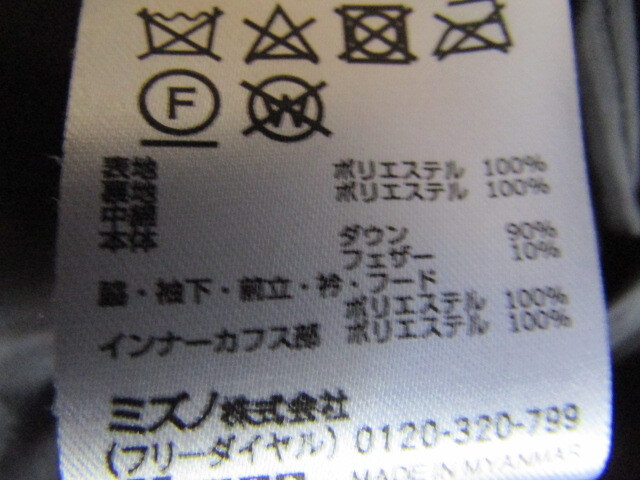 F
W
表地 ポリエステル 100%
裏地 ポリエステル 100%
中綿
本体 ダウン 90%
フェザー 10%
脇・袖下・前立・衿・フード
ポリエステル 100%
インナーカフス部 ポリエステル 100%
ミズノ株式会社
(フリーダイヤル) 0120-320-799
MADE IN MYANMAR